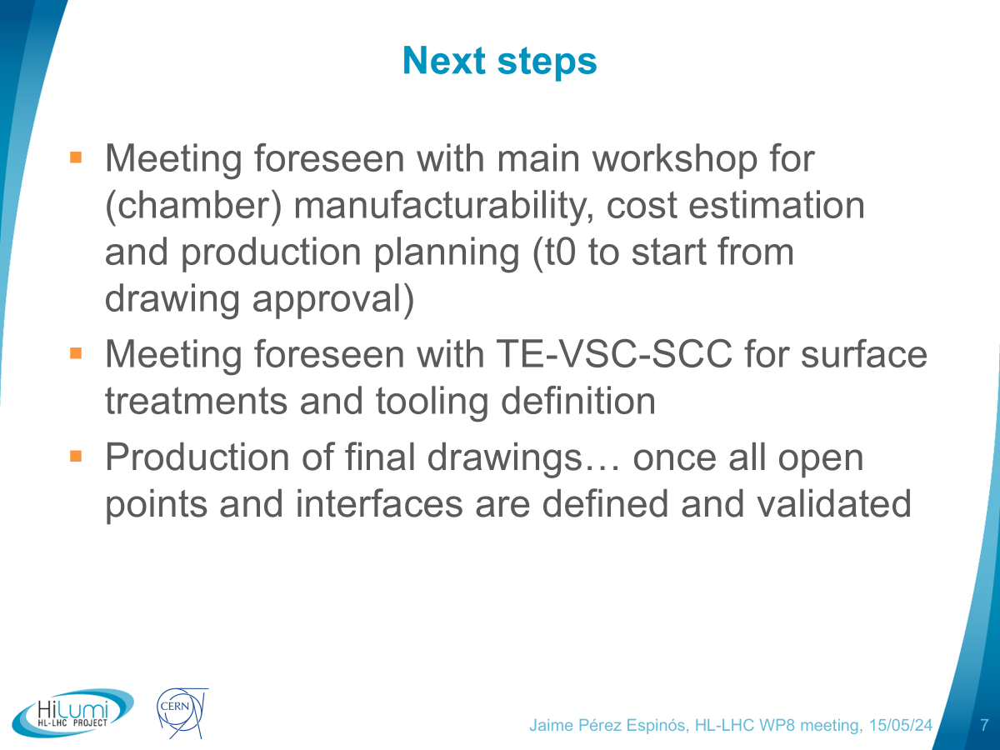 Next steps
Meeting foreseen with main workshop for
(chamber) manufacturability, cost estimation
and production planning (t0 to start from
drawing approval)
Meeting foreseen with TE-VSC-SCC for surface
treatments and tooling definition
Production of final drawings… once all open
points and interfaces are defined and validated
HiLumi
HL-LHC PROJECT
CERN
Jaime Pérez Espinós, HL-LHC WP8 meeting, 15/05/24
7